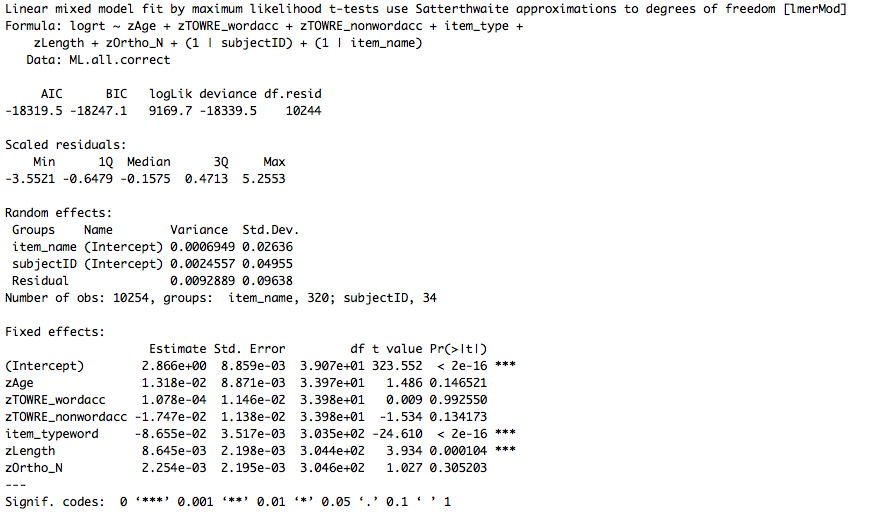 Linear mixed model fit by maximum likelihood t-tests use Satterthwaite approximations to degrees of freedom [lmerMod]
Formula: logrt ~ zAge + zTOWRE_wordacc + zTOWRE_nonwordacc + item_type +
    zLength + zOrtho_N + (1 | subjectID) + (1 | item_name)
   Data: ML.all.correct

     AIC      BIC   logLik deviance df.resid
-18319.5 -18247.1   9169.7 -18339.5    10244

Scaled residuals:
    Min      1Q  Median      3Q     Max
-3.5521 -0.6479 -0.1575  0.4713  5.2553

Random effects:
 Groups    Name        Variance  Std.Dev.
 item_name (Intercept) 0.0006949 0.02636
 subjectID (Intercept) 0.0024557 0.04955
 Residual              0.0092889 0.09638
Number of obs: 10254, groups:  item_name, 320; subjectID, 34

Fixed effects:
                    Estimate Std. Error         df t value Pr(>|t|)
(Intercept)        2.866e+00  8.859e-03  3.907e+01 323.552  < 2e-16 ***
zAge               1.318e-02  8.871e-03  3.397e+01   1.486 0.146521
zTOWRE_wordacc     1.078e-04  1.146e-02  3.398e+01   0.009 0.992550
zTOWRE_nonwordacc -1.747e-02  1.138e-02  3.398e+01  -1.534 0.134173
item_typeword     -8.655e-02  3.517e-03  3.035e+02 -24.610  < 2e-16 ***
zLength            8.645e-03  2.198e-03  3.044e+02   3.934 0.000104 ***
zOrtho_N           2.254e-03  2.195e-03  3.046e+02   1.027 0.305203
---
Signif. codes:  0 ‘***’ 0.001 ‘**’ 0.01 ‘*’ 0.05 ‘.’ 0.1 ‘ ’ 1